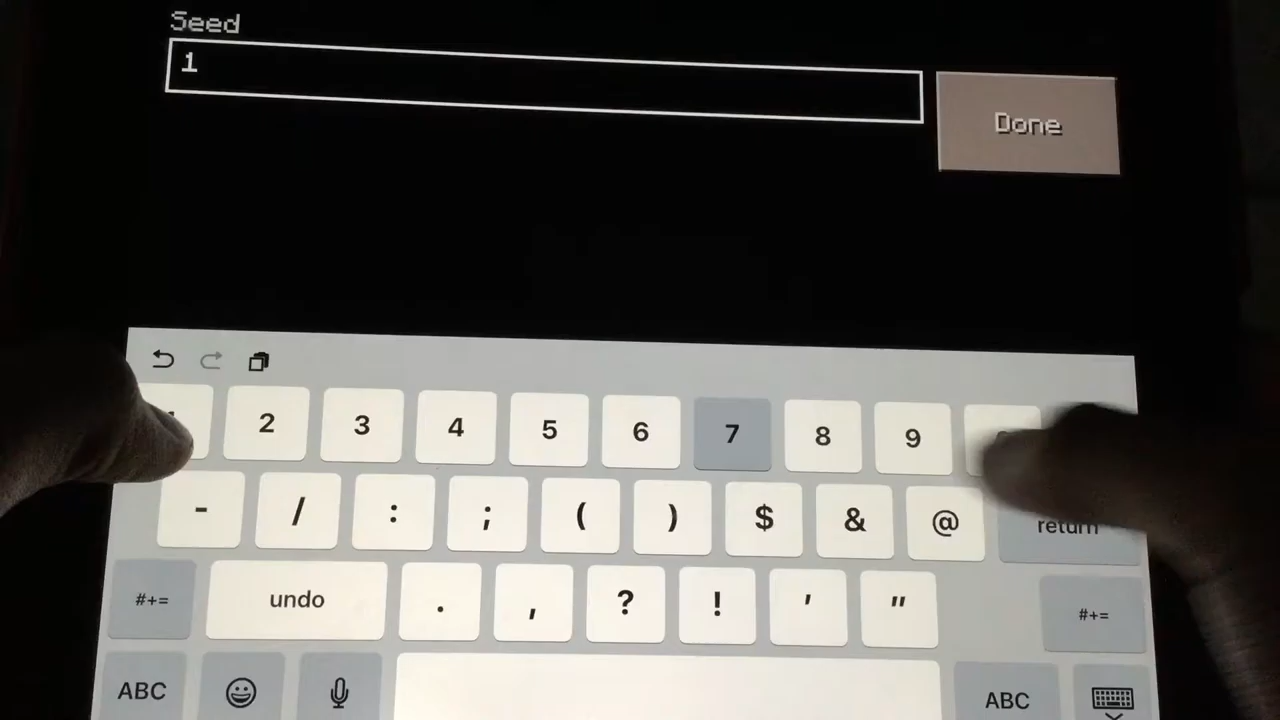 Seed
1
Done
2 3 4 5 6 7 8 9
- / : ; ( ) $ & @ return
#+= undo . , ? ! ' " #+=
ABC ABC